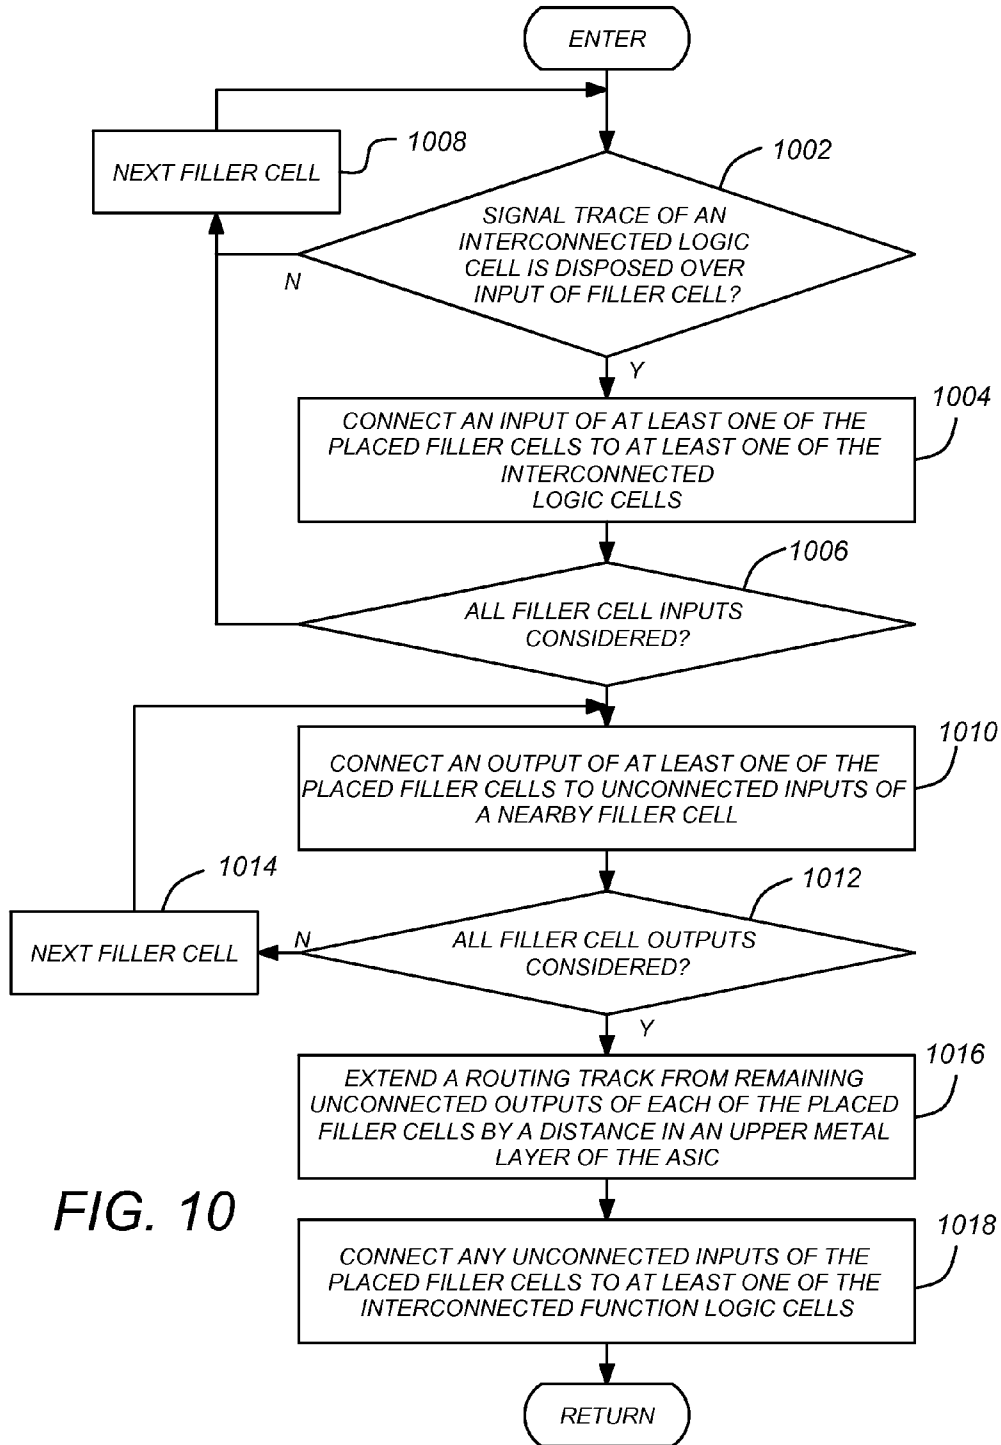 ENTER
1008
NEXT FILLER CELL
1002
SIGNAL TRACE OF AN
INTERCONNECTED LOGIC
CELL IS DISPOSED OVER
INPUT OF FILLER CELL?
N
Y
1004
CONNECT AN INPUT OF AT LEAST ONE OF THE
PLACED FILLER CELLS TO AT LEAST ONE OF THE
INTERCONNECTED
LOGIC CELLS
1006
ALL FILLER CELL INPUTS
CONSIDERED?
1010
CONNECT AN OUTPUT OF AT LEAST ONE OF THE
PLACED FILLER CELLS TO UNCONNECTED INPUTS OF
A NEARBY FILLER CELL
1014
NEXT FILLER CELL
1012
N
ALL FILLER CELL OUTPUTS
CONSIDERED?
Y
1016
EXTEND A ROUTING TRACK FROM REMAINING
UNCONNECTED OUTPUTS OF EACH OF THE PLACED
FILLER CELLS BY A DISTANCE IN AN UPPER METAL
LAYER OF THE ASIC
FIG. 10
1018
CONNECT ANY UNCONNECTED INPUTS OF THE
PLACED FILLER CELLS TO AT LEAST ONE OF THE
INTERCONNECTED FUNCTION LOGIC CELLS
RETURN